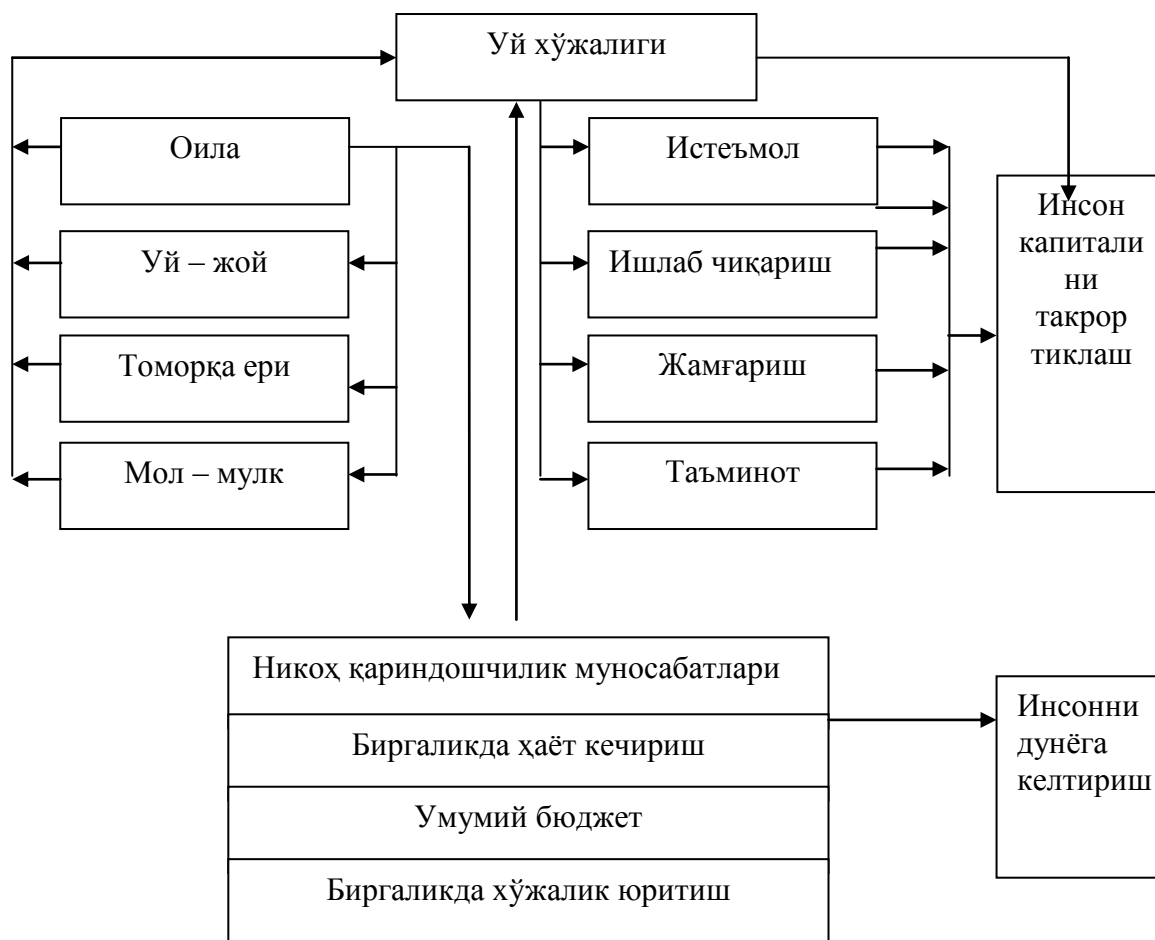 Уй хўжалиги
Оила
Уй – жой
Томорқа ери
Мол – мулк
Истеъмол
Ишлаб чиқариш
Жамғариш
Таъминот
Инсон
капитали
ни
такрор
тиклаш
Никоҳ қариндошчилик муносабатлари
Биргаликда ҳаёт кечириш
Умумий бюджет
Биргаликда хўжалик юритиш
Инсонни
дунёга
келтириш